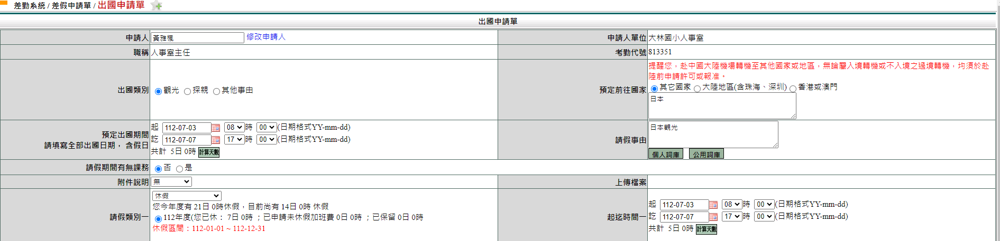 差勤系統 / 差假申請單 / 出國申請單
出國申請單
申請人 黃雅楓 修改申請人 申請人單位 大林國小人事室
職稱 人事室主任 考勤代號 813351
出國類別 觀光 探親 其他事由
預定前往國家 提醒您，赴中國大陸機場轉機至其他國家或地區，無論屬入境轉機或不入境之過境轉機，均須於赴
陸前申請許可或報准。
其它國家 大陸地區(含珠海、深圳) 香港或澳門
日本
預定出國期間
請填寫全部出國日期， 含假日
起 112-07-03 08 時 00 (日期格式YY-mm-dd)
訖 112-07-07 17 時 00 (日期格式YY-mm-dd)
共計 5日 0時 計算天數
請假事由 日本觀光
個人詞庫 公用詞庫
請假期間有無課務 否 是
附件說明 無 上傳檔案
請假類別一 休假
您今年度有 21日 0時休假，目前尚有 14日 0時 休假
112年度(您已休： 7日 0時 ；已申請未休假加班費 0日 0時 ；已保留 0日 0時
休假區間：112-01-01 ~ 112-12-31
起迄時間一 起 112-07-03 08 時 00 (日期格式YY-mm-dd)
訖 112-07-07 17 時 00 (日期格式YY-mm-dd)
共計 5日 0時 計算天數